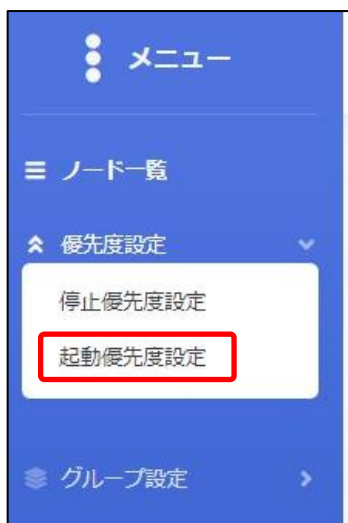 メニュー
ノード一覧
優先度設定
停止優先度設定
起動優先度設定
グループ設定